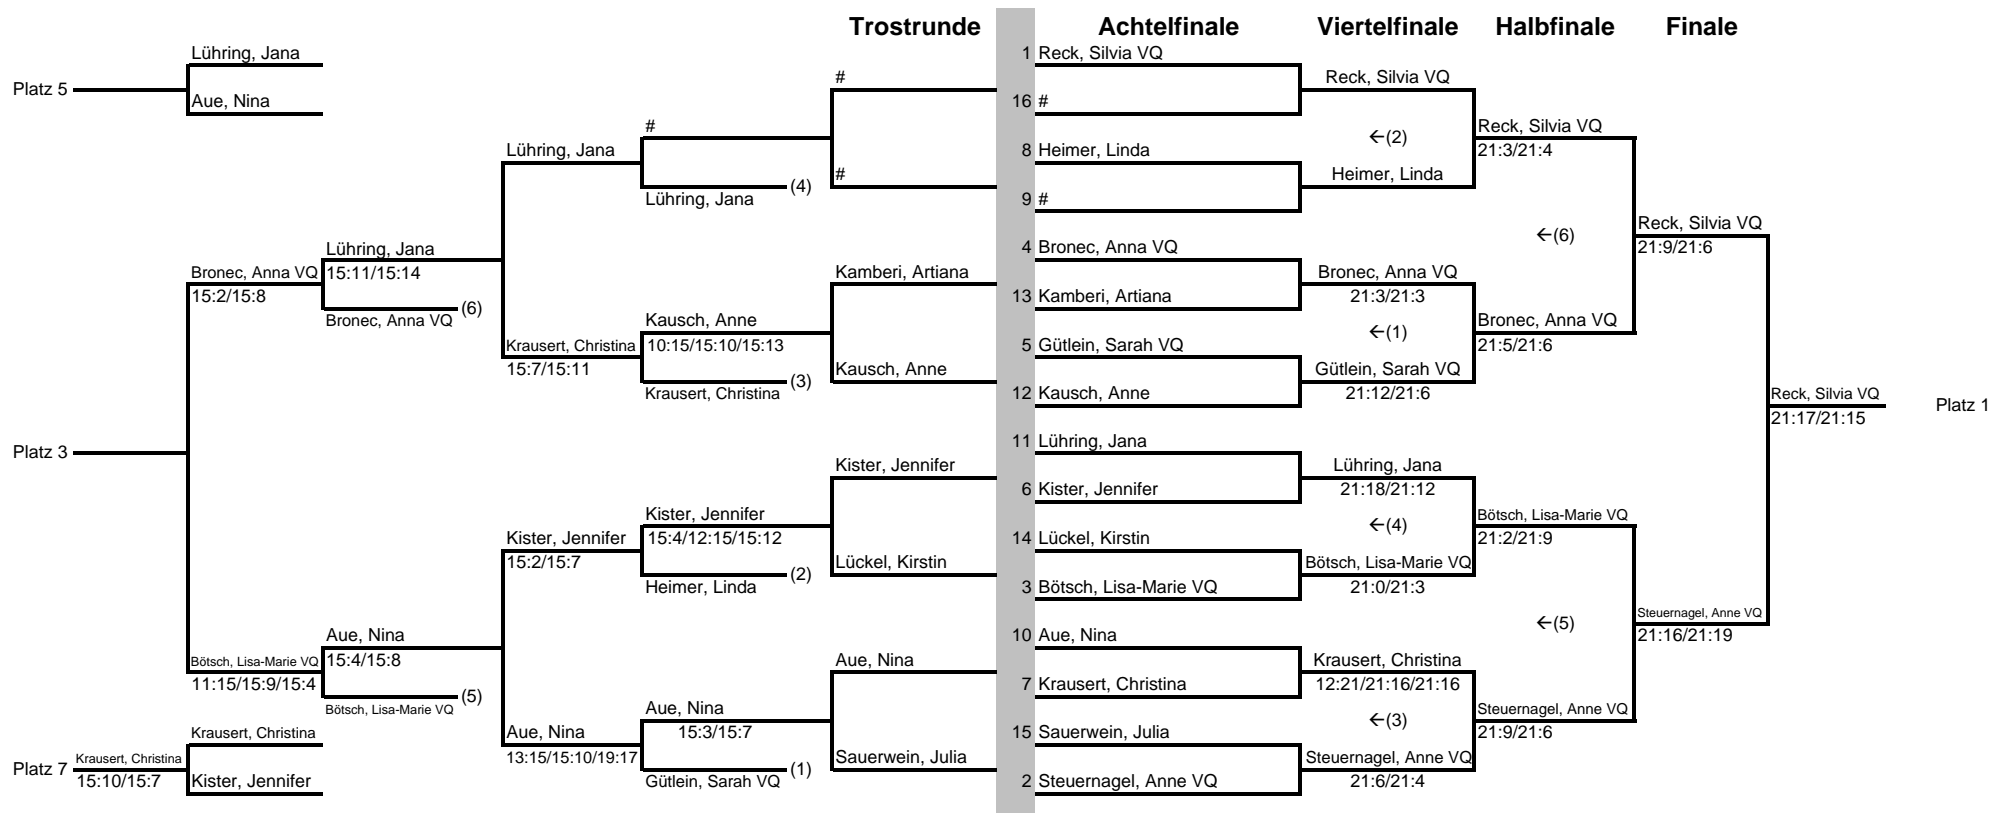 Trostrunde
Achtelfinale
Viertelfinale
Halbfinale
Finale
Platz 5
Lühring, Jana
Aue, Nina
Platz 3
Bronec, Anna VQ
15:2/15:8
Bötsch, Lisa-Marie VQ
11:15/15:9/15:4
Platz 7
Krausert, Christina
15:10/15:7
Krausert, Christina
Kister, Jennifer
Lühring, Jana
15:11/15:14
Bronec, Anna VQ
(6)
Aue, Nina
15:4/15:8
Bötsch, Lisa-Marie VQ
(5)
Lühring, Jana
Krausert, Christina
15:7/15:11
Kister, Jennifer
15:2/15:7
Aue, Nina
13:15/15:10/19:17
#
Lühring, Jana
(4)
Kausch, Anne
10:15/15:10/15:13
Krausert, Christina
(3)
Kister, Jennifer
15:4/12:15/15:12
Heimer, Linda
(2)
Aue, Nina
15:3/15:7
Gütlein, Sarah VQ
(1)
#
#
Kamberi, Artiana
Kausch, Anne
Kister, Jennifer
Lückel, Kirstin
Aue, Nina
Sauerwein, Julia
1 Reck, Silvia VQ
16 #
8 Heimer, Linda
9 #
4 Bronec, Anna VQ
13 Kamberi, Artiana
5 Gütlein, Sarah VQ
12 Kausch, Anne
11 Lühring, Jana
6 Kister, Jennifer
14 Lückel, Kirstin
3 Bötsch, Lisa-Marie VQ
10 Aue, Nina
7 Krausert, Christina
15 Sauerwein, Julia
2 Steuernagel, Anne VQ
Reck, Silvia VQ
←(2)
Heimer, Linda
Bronec, Anna VQ
21:3/21:3
←(1)
Gütlein, Sarah VQ
21:12/21:6
Lühring, Jana
21:18/21:12
←(4)
Bötsch, Lisa-Marie VQ
21:0/21:3
Krausert, Christina
12:21/21:16/21:16
←(3)
Steuernagel, Anne VQ
21:6/21:4
Reck, Silvia VQ
21:3/21:4
←(6)
Bronec, Anna VQ
21:5/21:6
Bötsch, Lisa-Marie VQ
21:2/21:9
←(5)
Steuernagel, Anne VQ
21:9/21:6
Reck, Silvia VQ
21:9/21:6
Steuernagel, Anne VQ
21:16/21:19
Reck, Silvia VQ
21:17/21:15
Platz 1